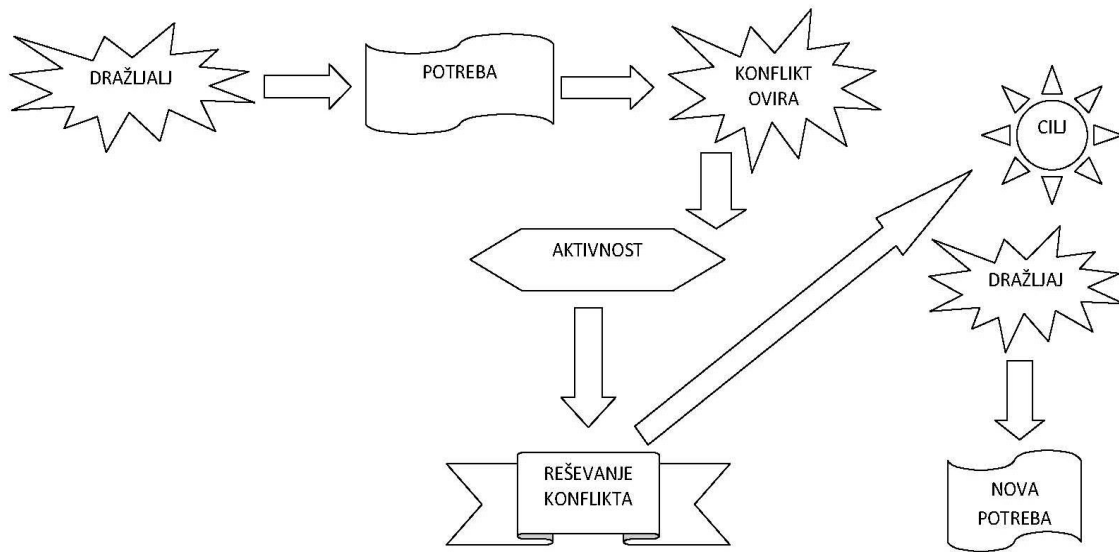 DRAŽLJALJ
POTREBA
KONFLIKT
OVIRA
CILJ
AKTIVNOST
DRAŽLJAJ
REŠEVANJE
KONFLIKTA
NOVA
POTREBA